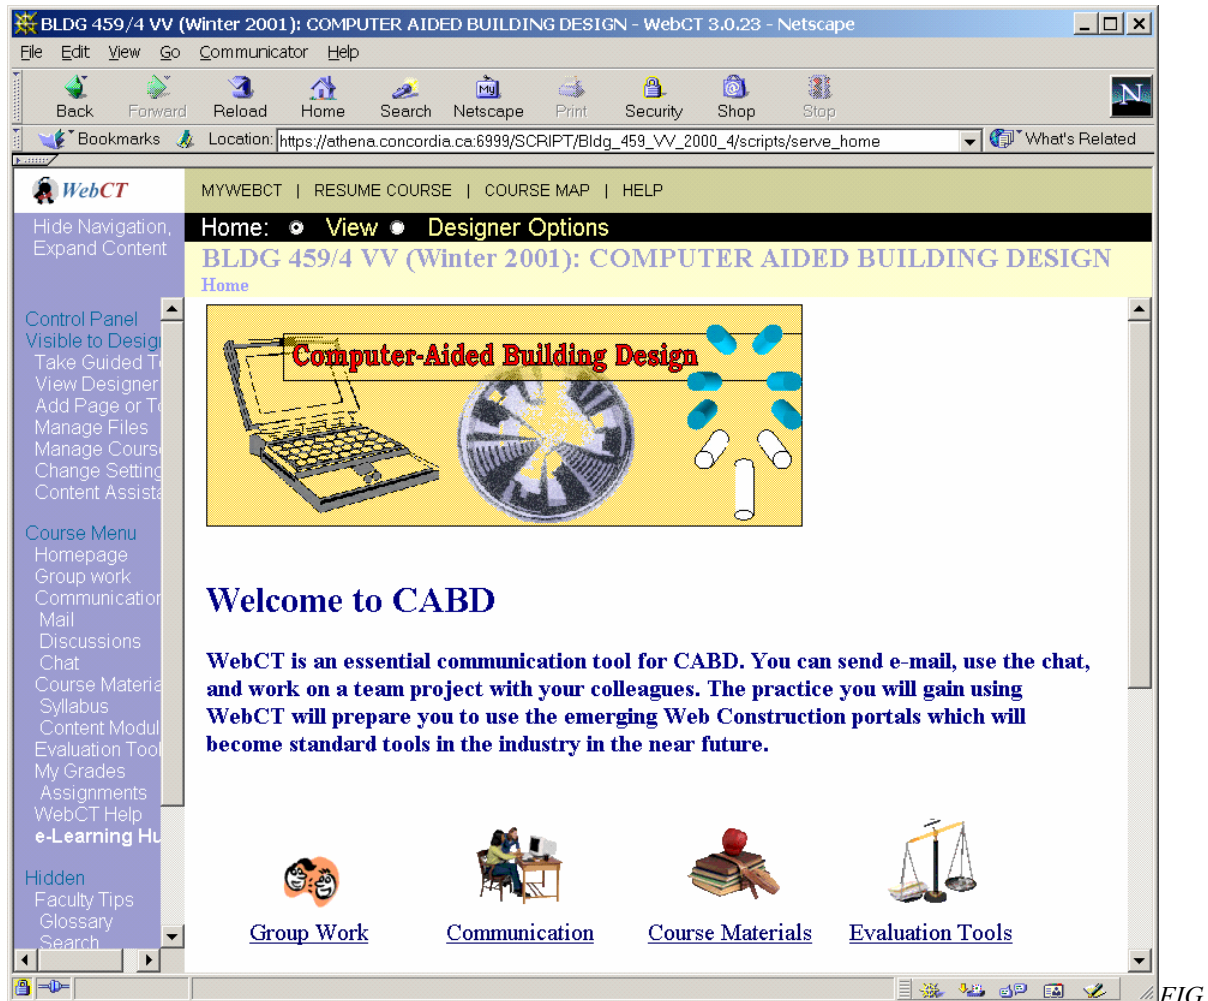 BLDG 459/4 VV (Winter 2001): COMPUTER AIDED BUILDING DESIGN - WebCT 3.0.23 - Netscape
File Edit View Go Communicator Help
Back Forward Reload Home Search Netscape Print Security Shop Stop
Bookmarks Location: https://athena.concordia.ca:6999/SCRIPT/Bldg_459_VV_2000_4/scripts/serve_home What's Related
WebCT MYWEBCT | RESUME COURSE | COURSE MAP | HELP
Hide Navigation,
Expand Content
Home: View Designer Options
BLDG 459/4 VV (Winter 2001): COMPUTER AIDED BUILDING DESIGN
Home
Control Panel
Visible to Desig
Take Guided T
View Designer
Add Page or To
Manage Files
Manage Cours
Change Setting
Content Assista
Course Menu
Homepage
Group work
Communication
Mail
Discussions
Chat
Course Materia
Syllabus
Content Modul
Evaluation Tool
My Grades
Assignments
WebCT Help
e-Learning Hu
Hidden
Faculty Tips
Glossary
Search
Computer-Aided Building Design
Welcome to CABD
WebCT is an essential communication tool for CABD. You can send e-mail, use the chat,
and work on a team project with your colleagues. The practice you will gain using
WebCT will prepare you to use the emerging Web Construction portals which will
become standard tools in the industry in the near future.
Group Work Communication Course Materials Evaluation Tools
FIG